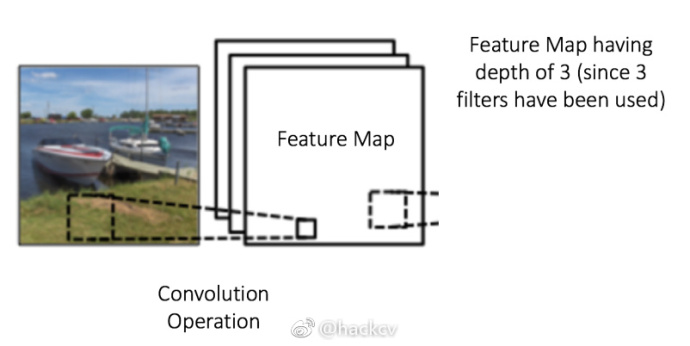 Feature Map having
depth of 3 (since 3
filters have been used)
Feature Map
Convolution
Operation
@hackcv